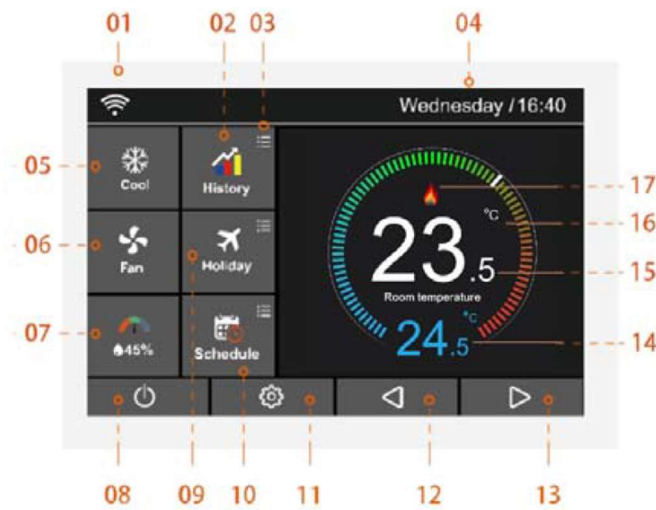 01 02 03 04
Wednesday / 16:40
05 Cool History 17
°C 16
23.5 15
06 Fan Holiday
Room temperature
°C
24.5 14
07 45% Schedule
08 09 10 11 12 13